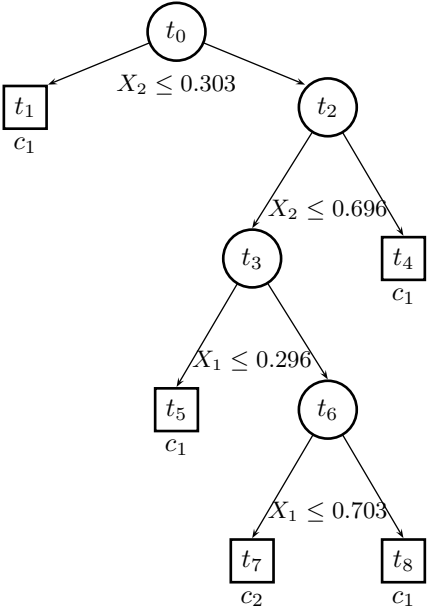 t₀
X₂ ≤ 0.303
t₁
t₂
c₁
X₂ ≤ 0.696
t₃
t₄
c₁
X₁ ≤ 0.296
t₅
t₆
c₁
X₁ ≤ 0.703
t₇
t₈
c₂
c₁